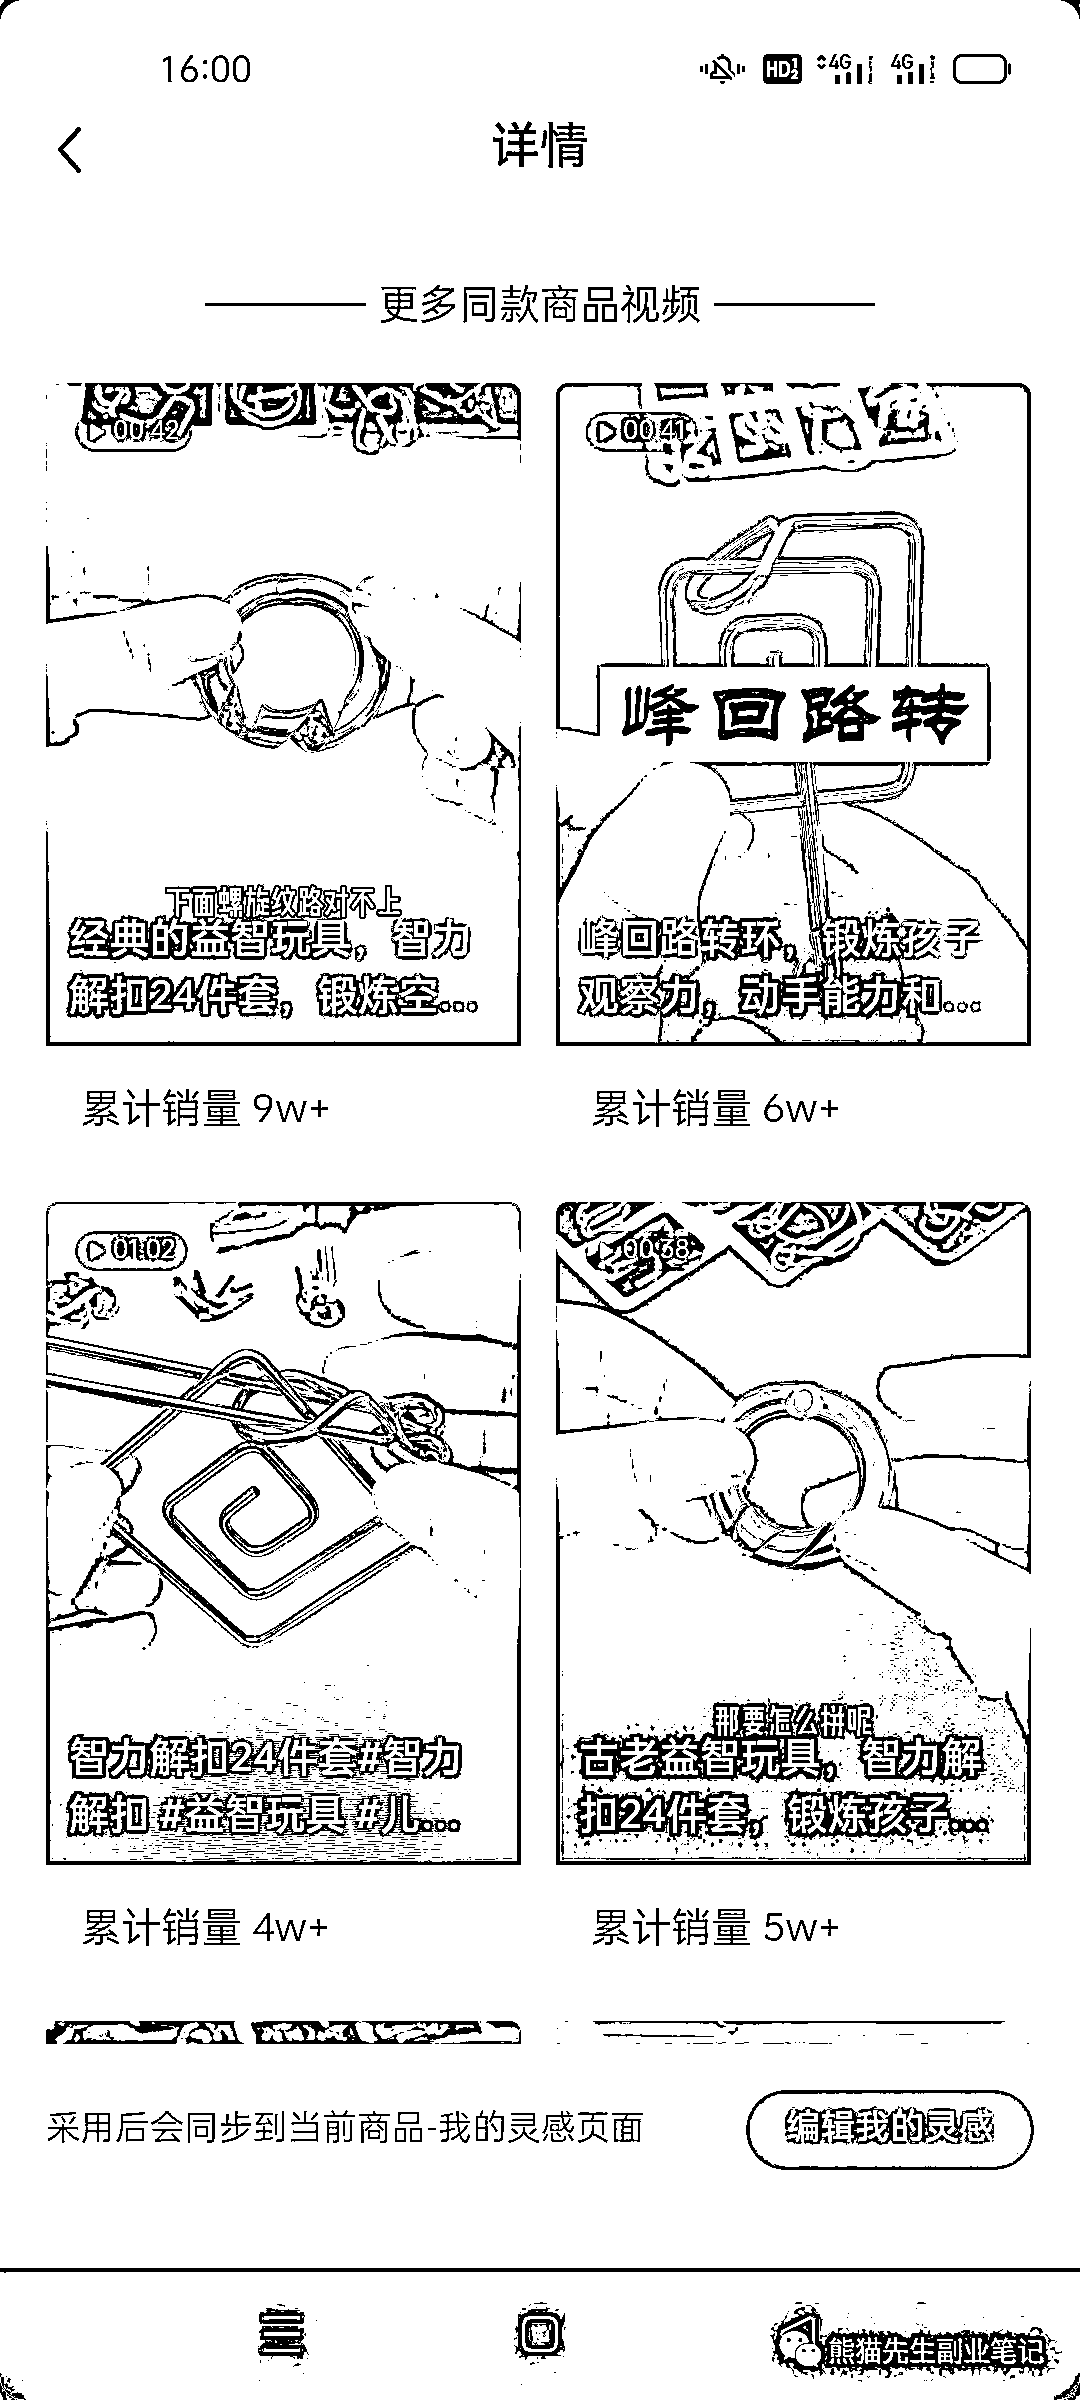 16:00
HD 4G 4G
详情
更多同款商品视频
00:42
00:41
峰回路转
下面螺旋纹路对不上
经典的益智玩具，智力
解扣24件套，锻炼空...
峰回路转环，锻炼孩子
观察力，动手能力和...
累计销量 9w+
累计销量 6w+
01:02
00:38
智力解扣24件套#智力
解扣 #益智玩具 #儿...
那要怎么拼呢
古老益智玩具，智力解
扣24件套，锻炼孩子...
累计销量 4w+
累计销量 5w+
采用后会同步到当前商品-我的灵感页面
编辑我的灵感
熊猫先生副业笔记